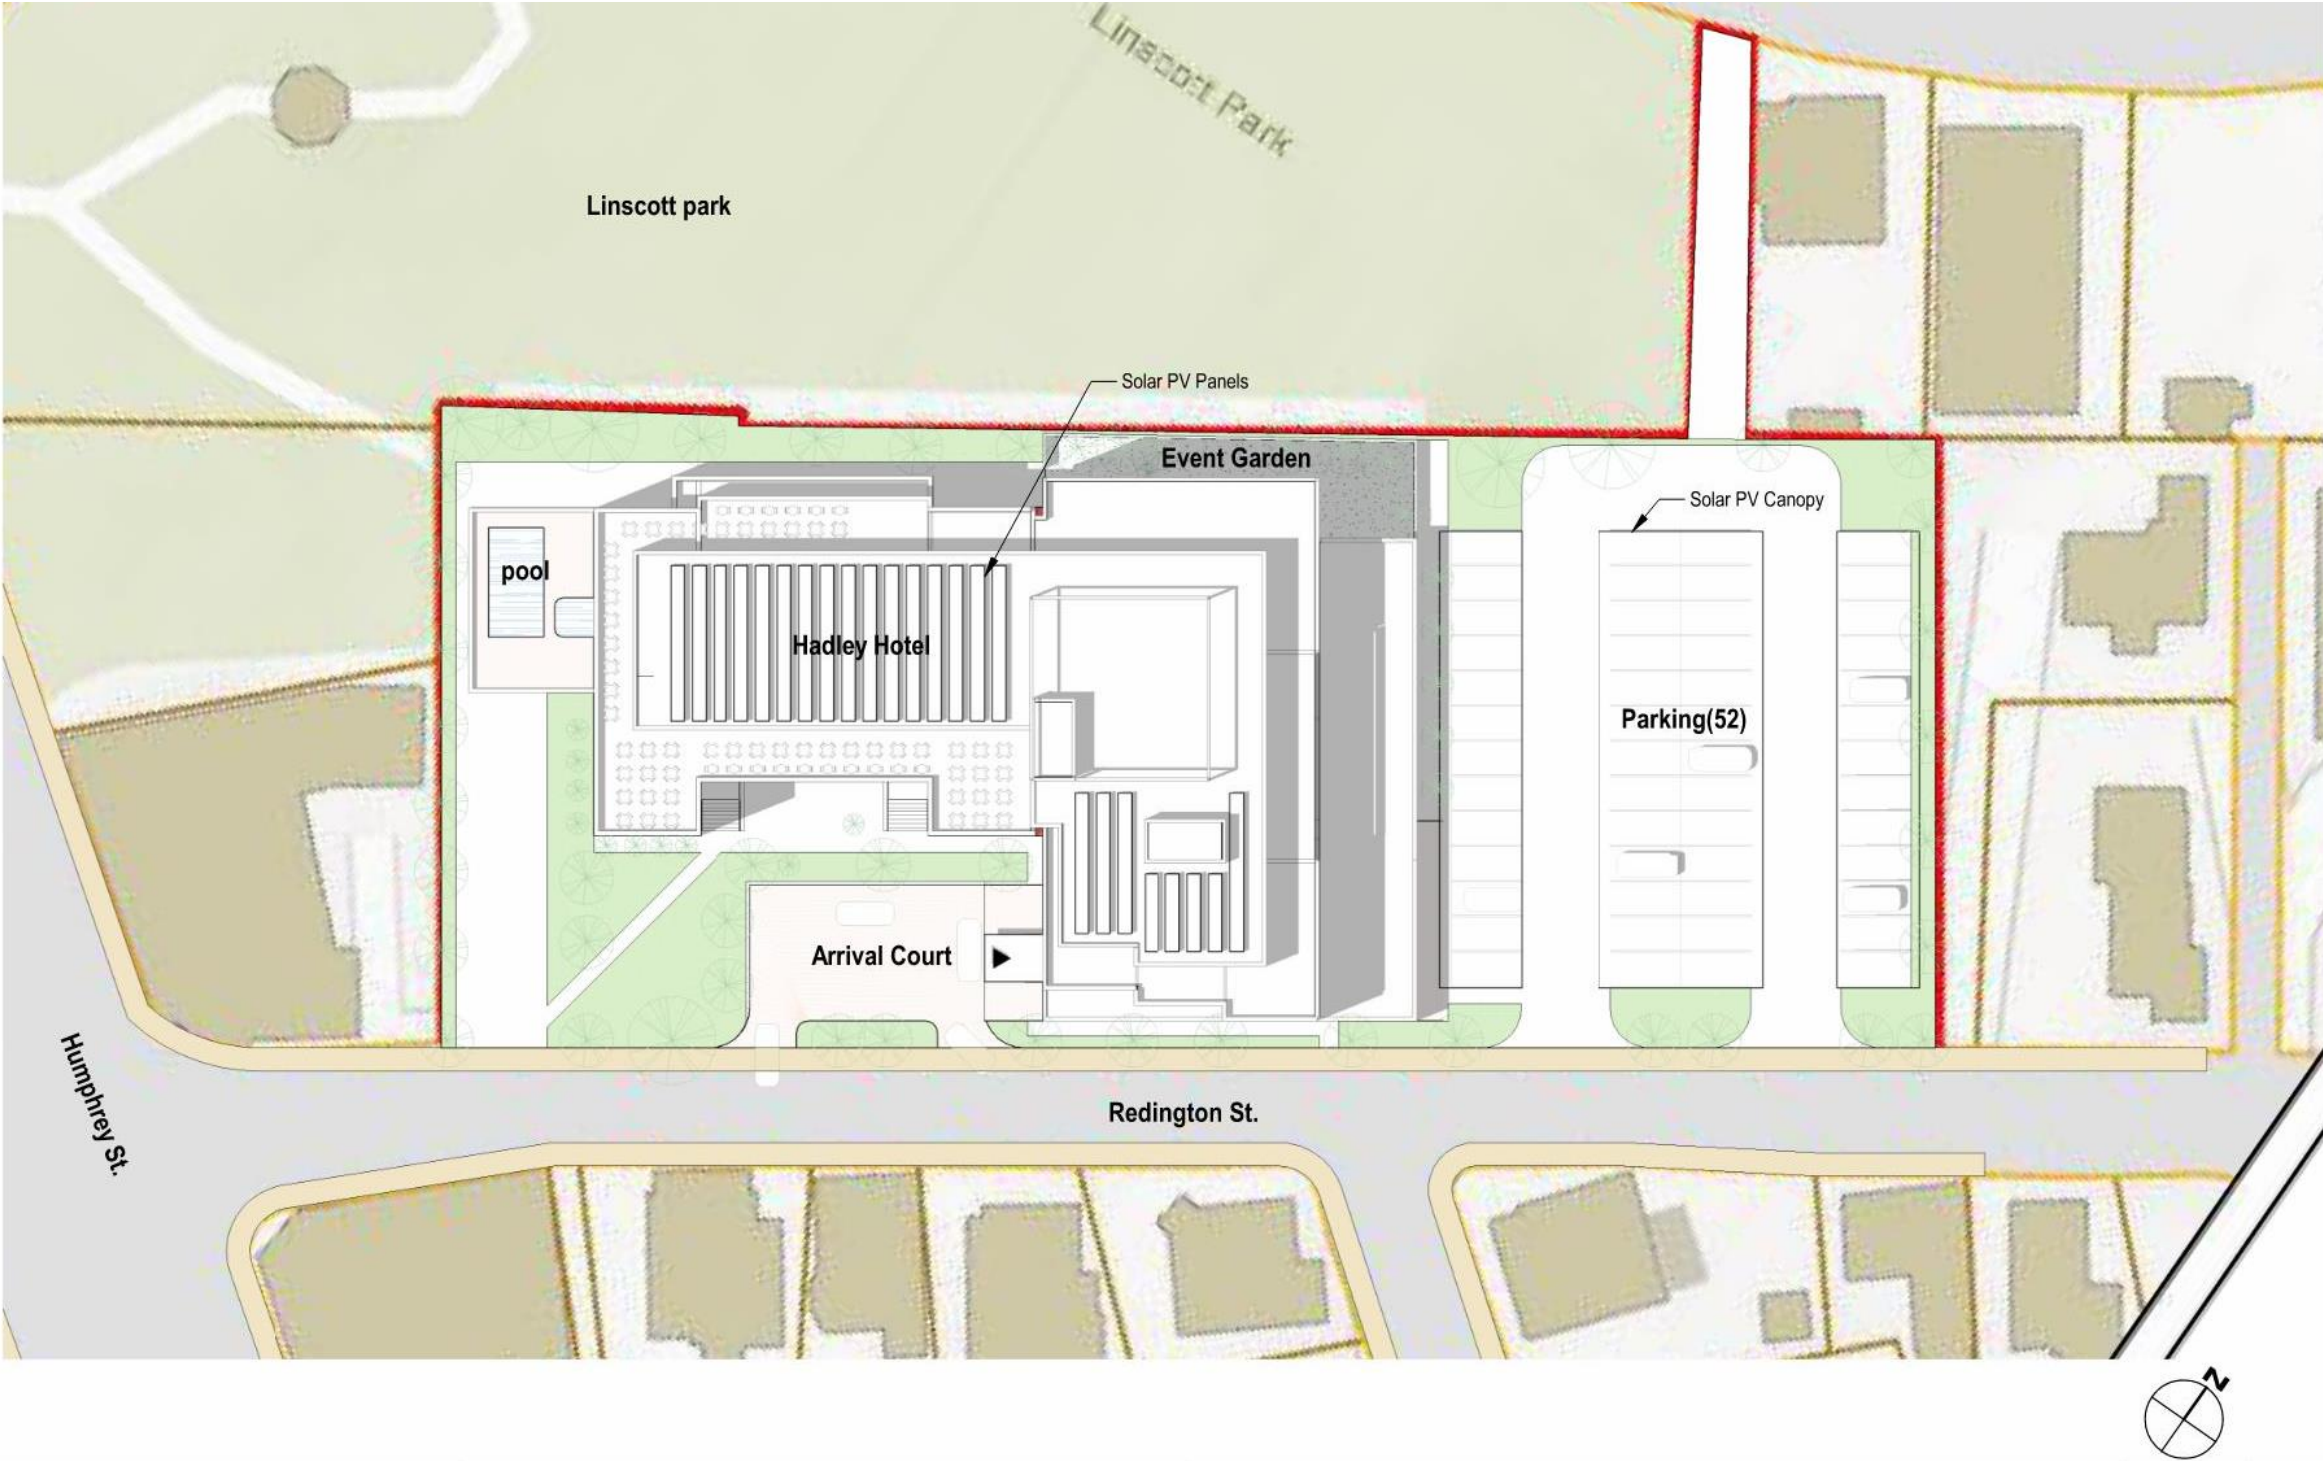 Linscott Park
Linscott park
Solar PV Panels
Event Garden
Solar PV Canopy
pool
Hadley Hotel
Parking(52)
Arrival Court
Humphrey St.
Redington St.
N